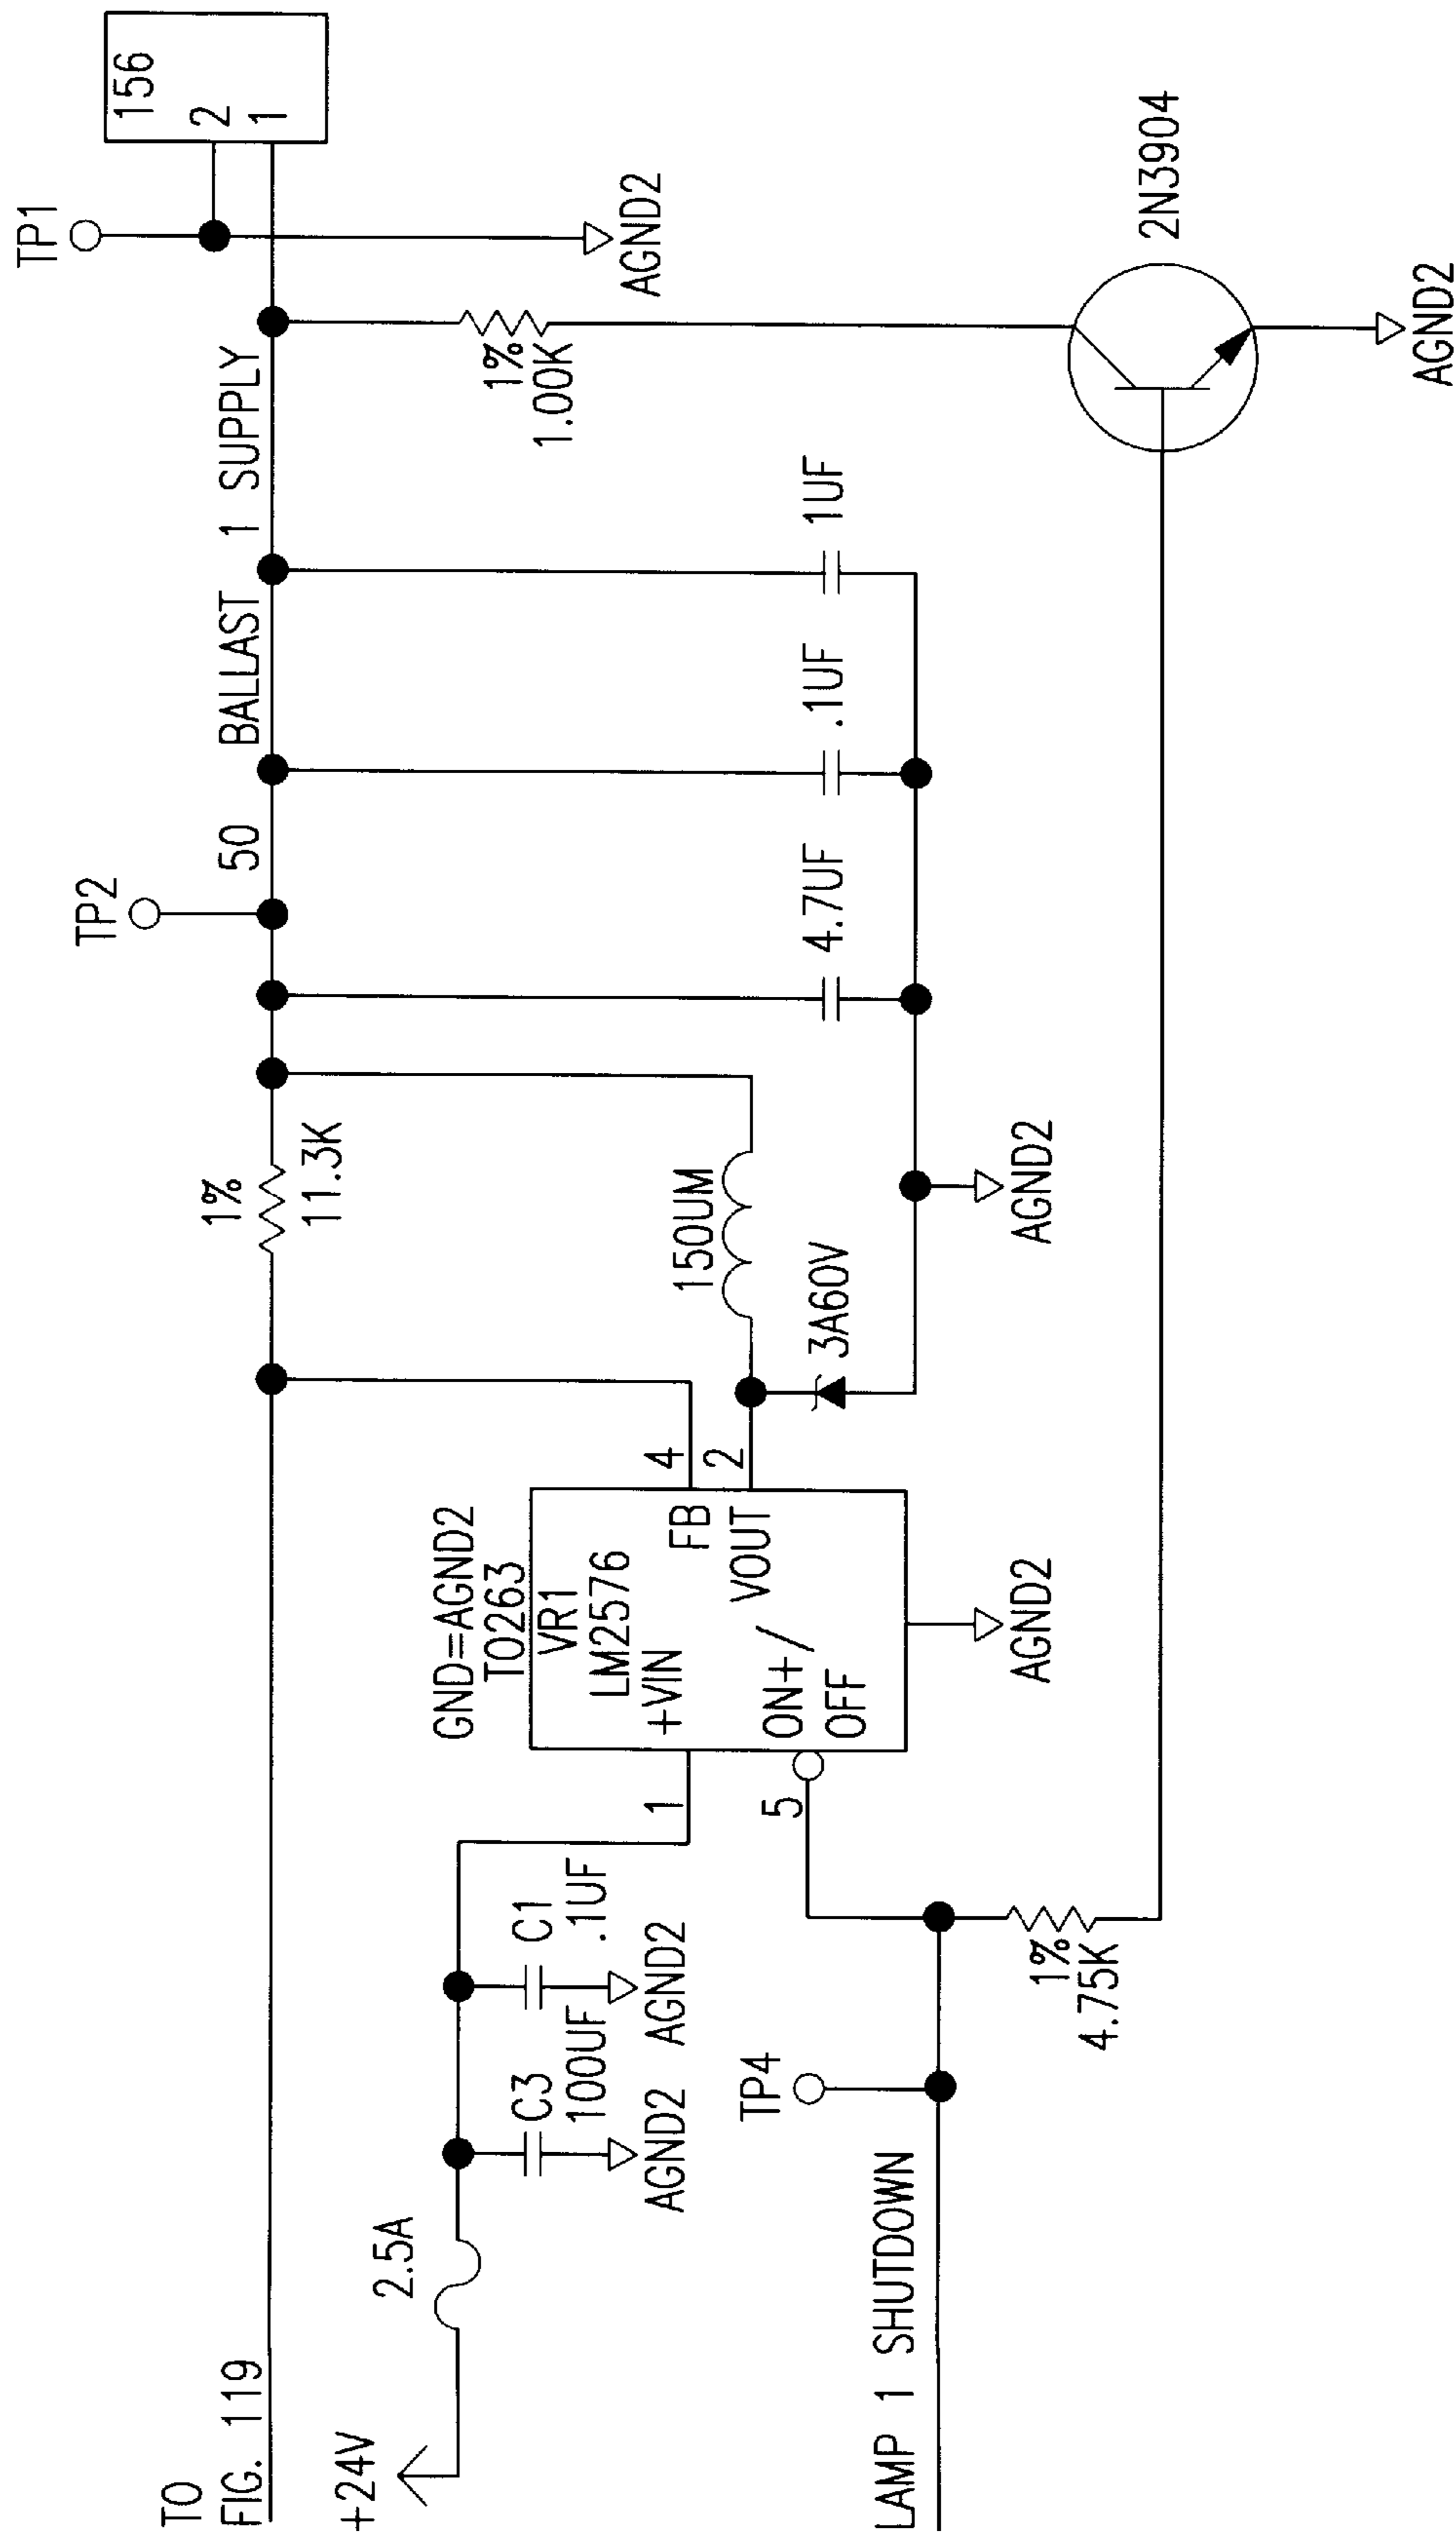 TO
FIG. 119
+24V
2.5A
C3
100UF
AGND2
C1
.1UF
AGND2
LAMP 1 SHUTDOWN
TP4
1%
4.75K
GND=AGND2
TO263
VR1
LM2576
+VIN
FB
VOUT
ON+/
OFF
1
5
4
2
AGND2
1%
11.3K
150UM
3A60V
AGND2
TP2
50 BALLAST 1 SUPPLY
4.7UF
.1UF
1UF
1%
1.00K
TP1
AGND2
156
2
1
2N3904
AGND2